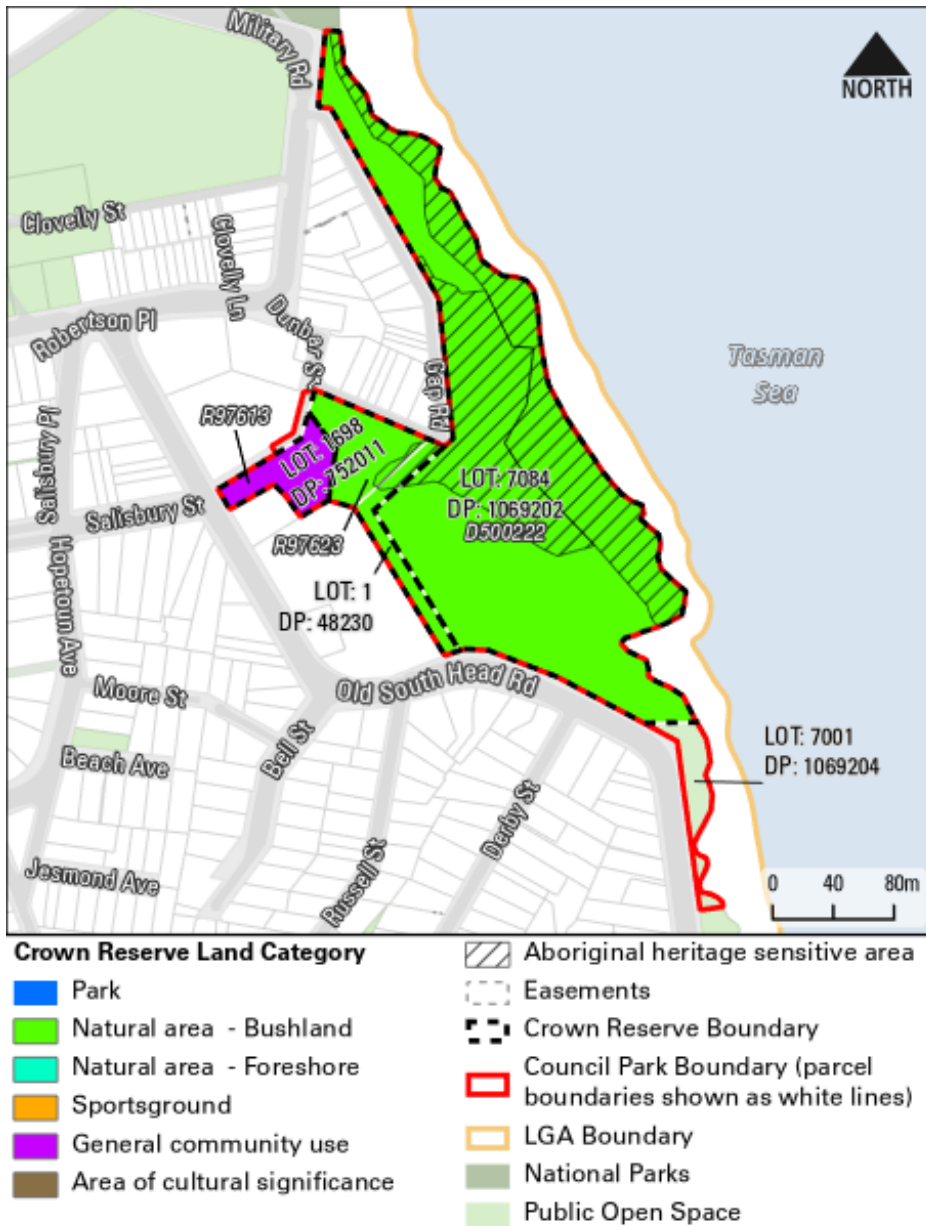 Military Rd
NORTH
Clovelly St
Clovelly Ln
Dunbar S
Robertson Pl
Gap Rd
Tasman
Sea
R97613
LOT: 1698
DP: 752011
LOT: 7084
DP: 1069202
D500222
Salisbury Pl
Salisbury St
R97623
LOT: 1
DP: 48230
Hopetown Ave
Old South Head Rd
Moore St
Bell St
LOT: 7001
DP: 1069204
Beach Ave
Derby St
Russell St
Jesmond Ave
0 40 80m
Crown Reserve Land Category
Park
Natural area - Bushland
Natural area - Foreshore
Sportsground
General community use
Area of cultural significance
Aboriginal heritage sensitive area
Easements
Crown Reserve Boundary
Council Park Boundary (parcel
boundaries shown as white lines)
LGA Boundary
National Parks
Public Open Space